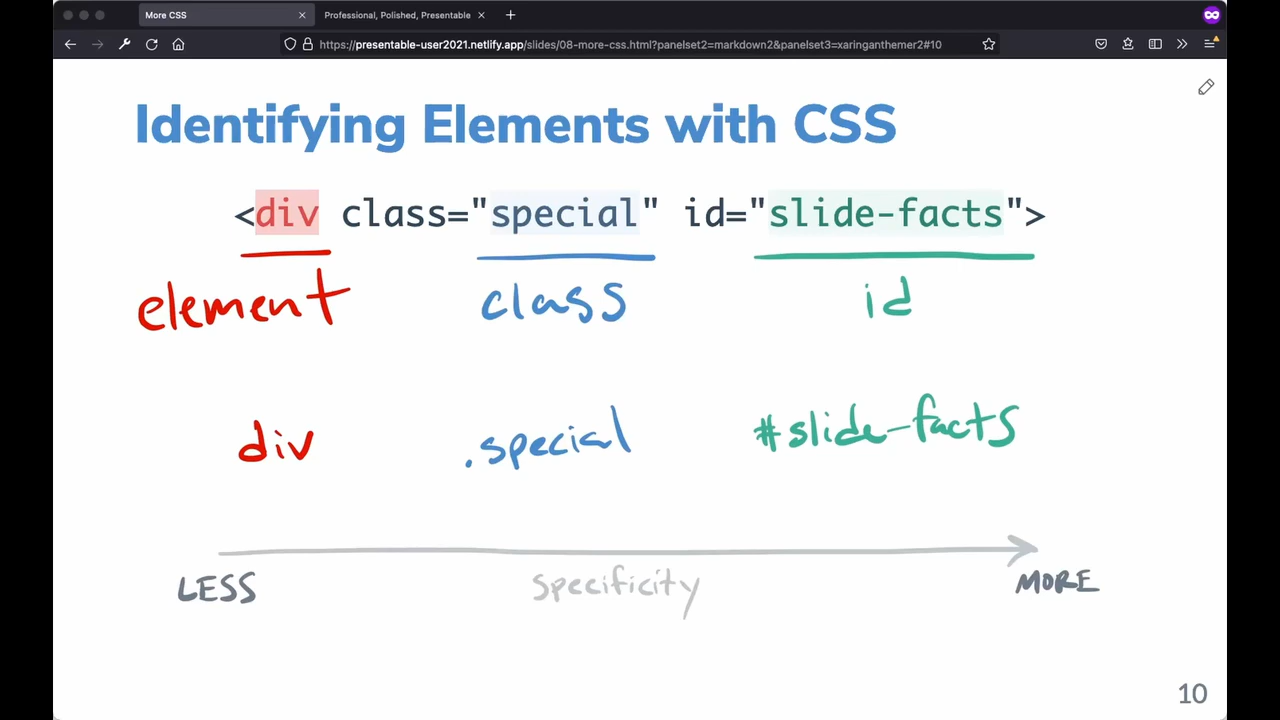 More CSS
Professional, Polished, Presentable
https://presentable-user2021.netlify.app/slides/08-more-css.html?panelset2=markdown2&panelset3=xaringanthemer2#10
Identifying Elements with CSS
<div class="special" id="slide-facts">
element class id
div .special #slide-facts
LESS Specificity MORE
10